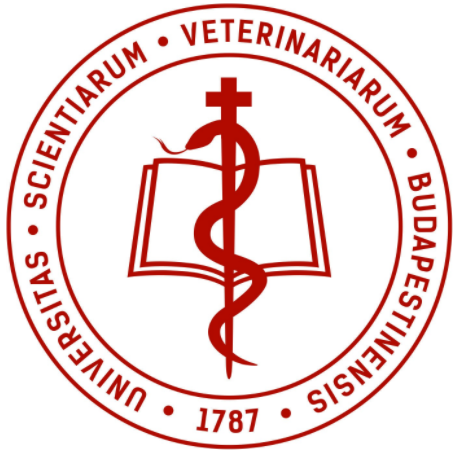 UNIVERSITAS • SCIENTIARUM • VETERINARIARUM • BUDAPESTINENSIS
• 1787 •